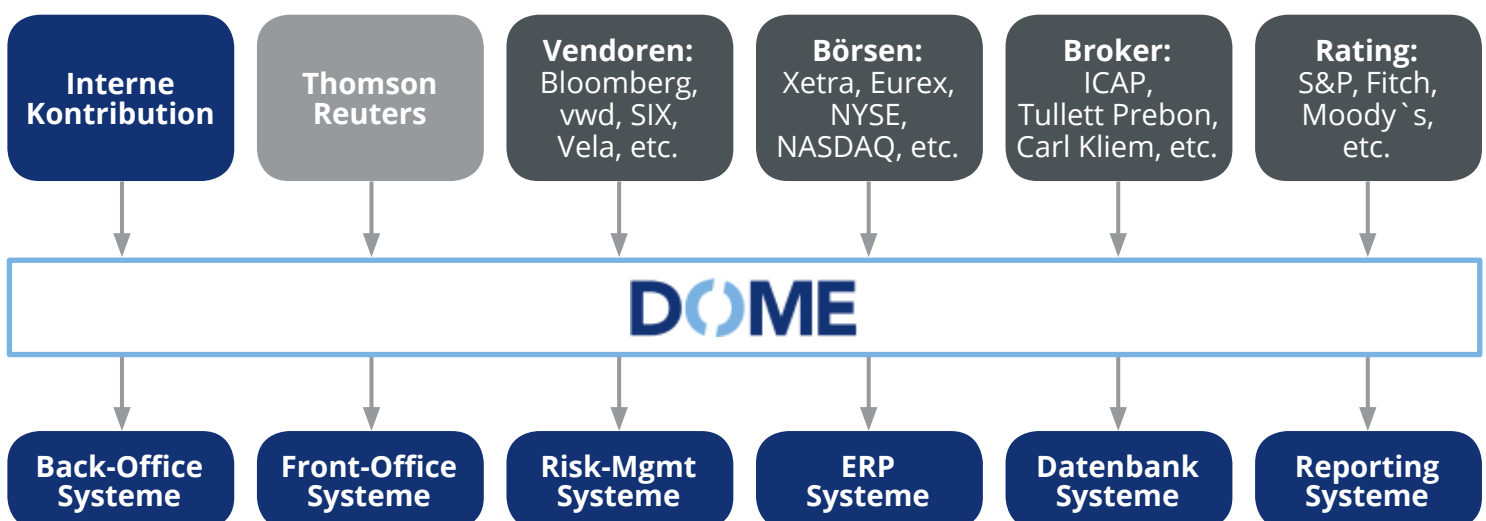 Interne
Kontribution
Thomson
Reuters
Vendoren:
Bloomberg,
vwd, SIX,
Vela, etc.
Börsen:
Xetra, Eurex,
NYSE,
NASDAQ, etc.
Broker:
ICAP,
Tullett Prebon,
Carl Kliem, etc.
Rating:
S&P, Fitch,
Moody`s,
etc.
DOME
Back-Office
Systeme
Front-Office
Systeme
Risk-Mgmt
Systeme
ERP
Systeme
Datenbank
Systeme
Reporting
Systeme